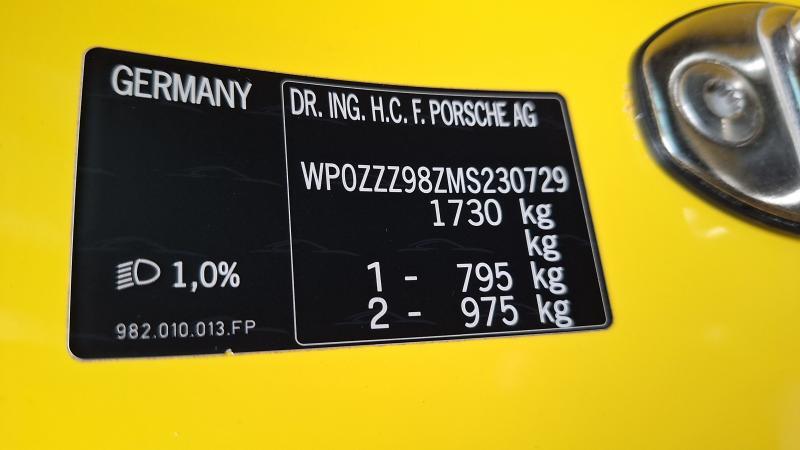 GERMANY
DR. ING. H.C. F. PORSCHE AG
WP0ZZZ98ZMS230729
1730 kg
kg
1 - 795 kg
2 - 975 kg
1,0%
982.010.013.FP